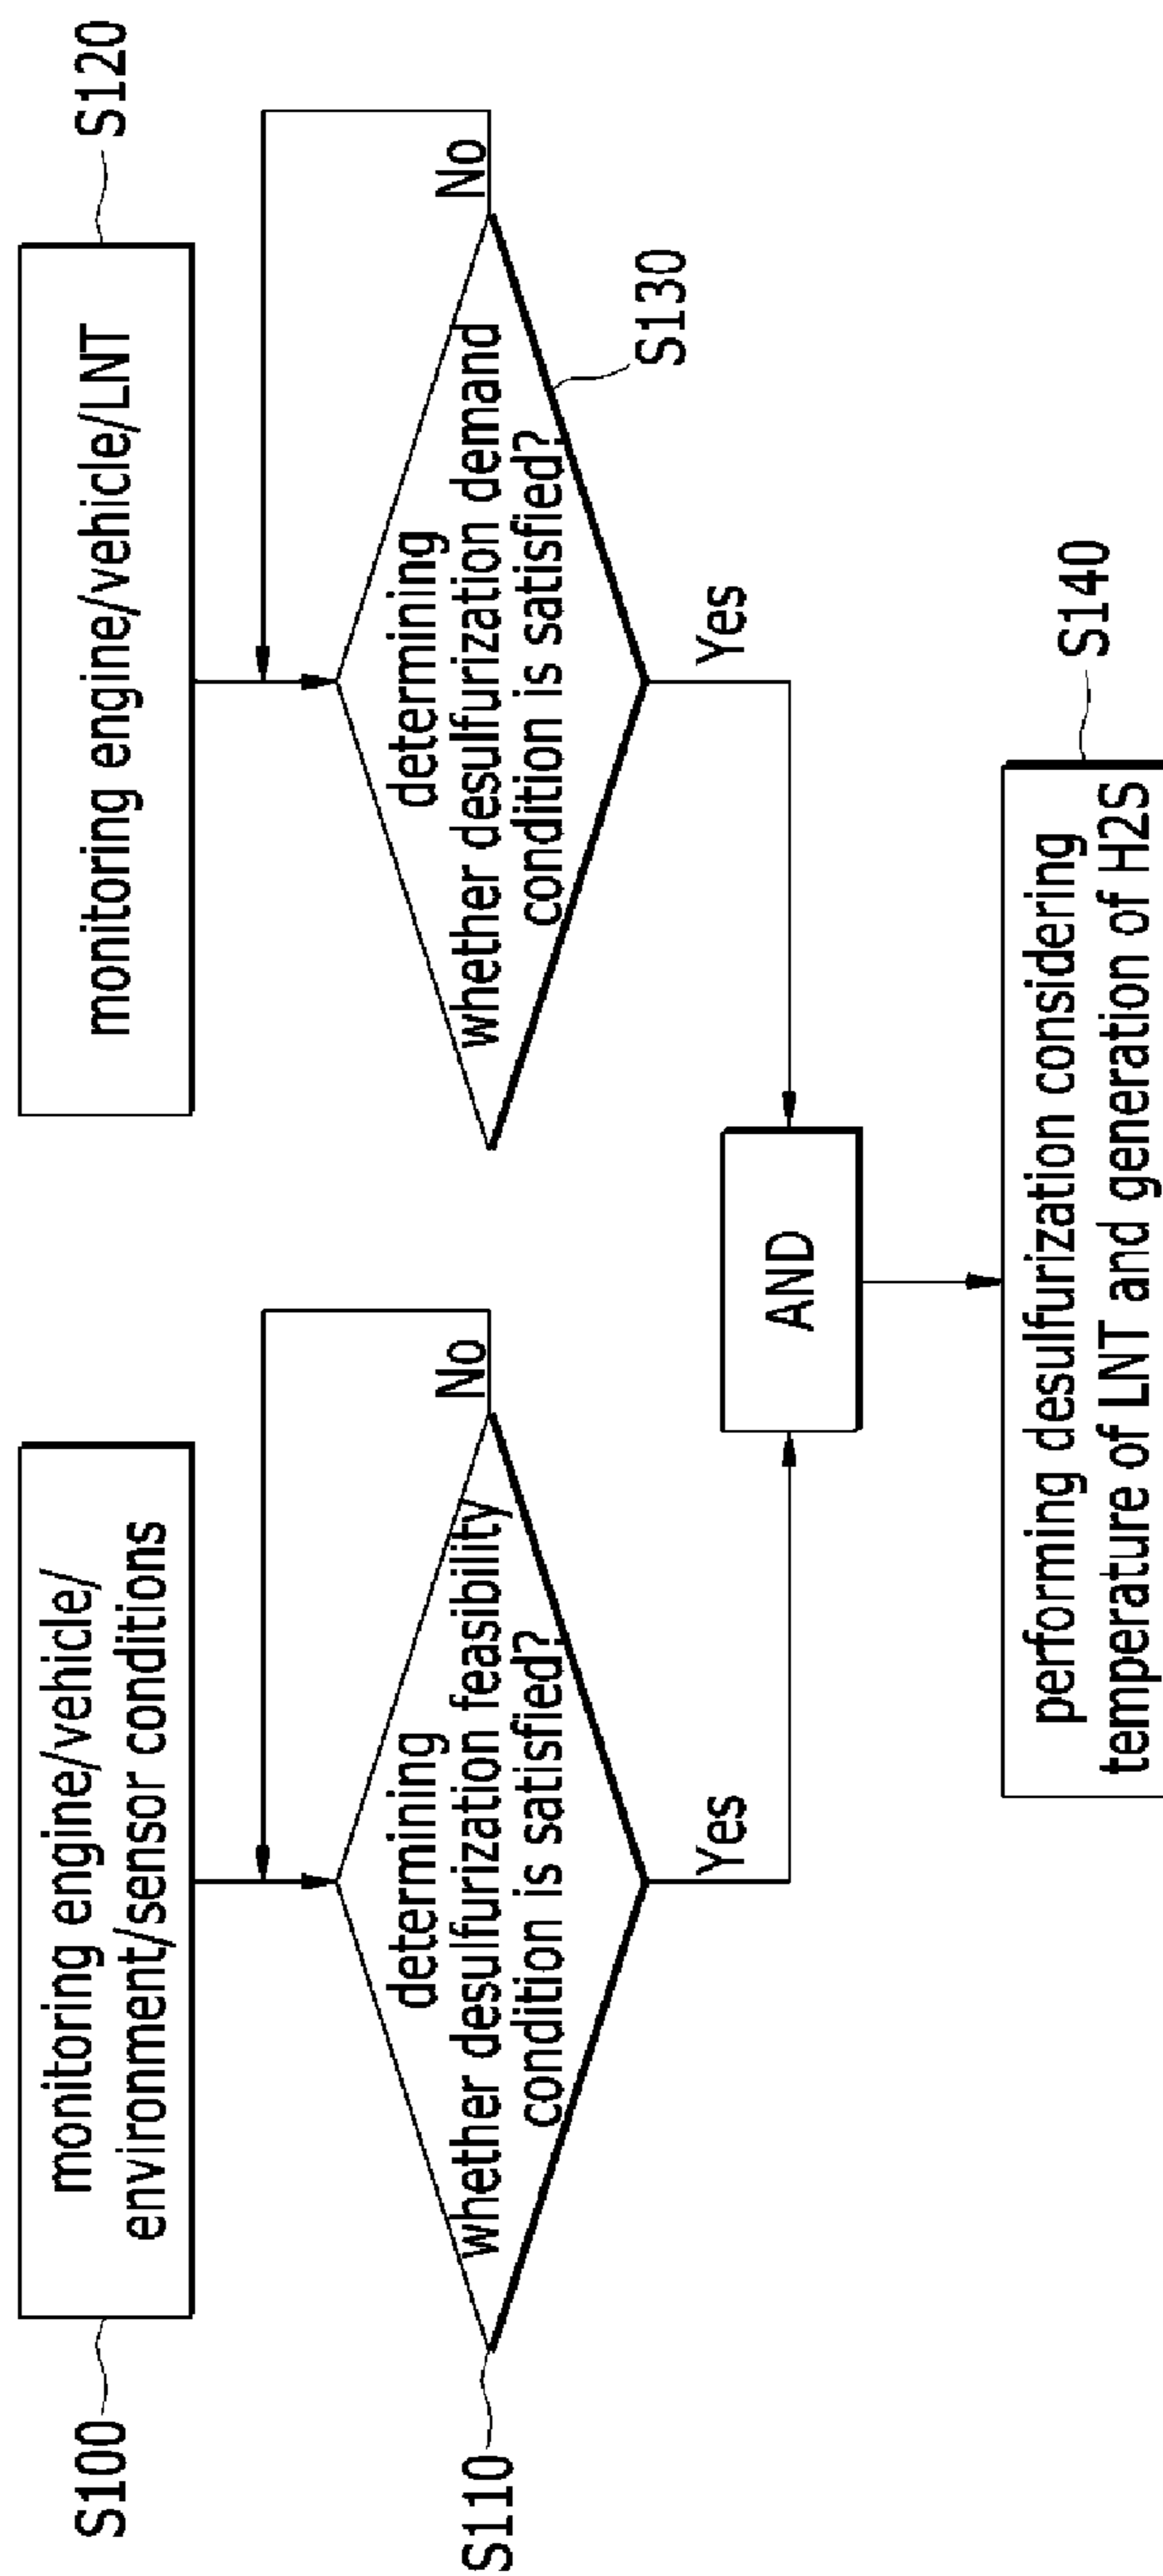 S100
monitoring engine/vehicle/
environment/sensor conditions
S110
determining
whether desulfurization feasibility
condition is satisfied?
No
Yes
monitoring engine/vehicle/LNT
S120
determining
whether desulfurization demand
condition is satisfied?
No
S130
Yes
AND
performing desulfurization considering
temperature of LNT and generation of H2S
S140